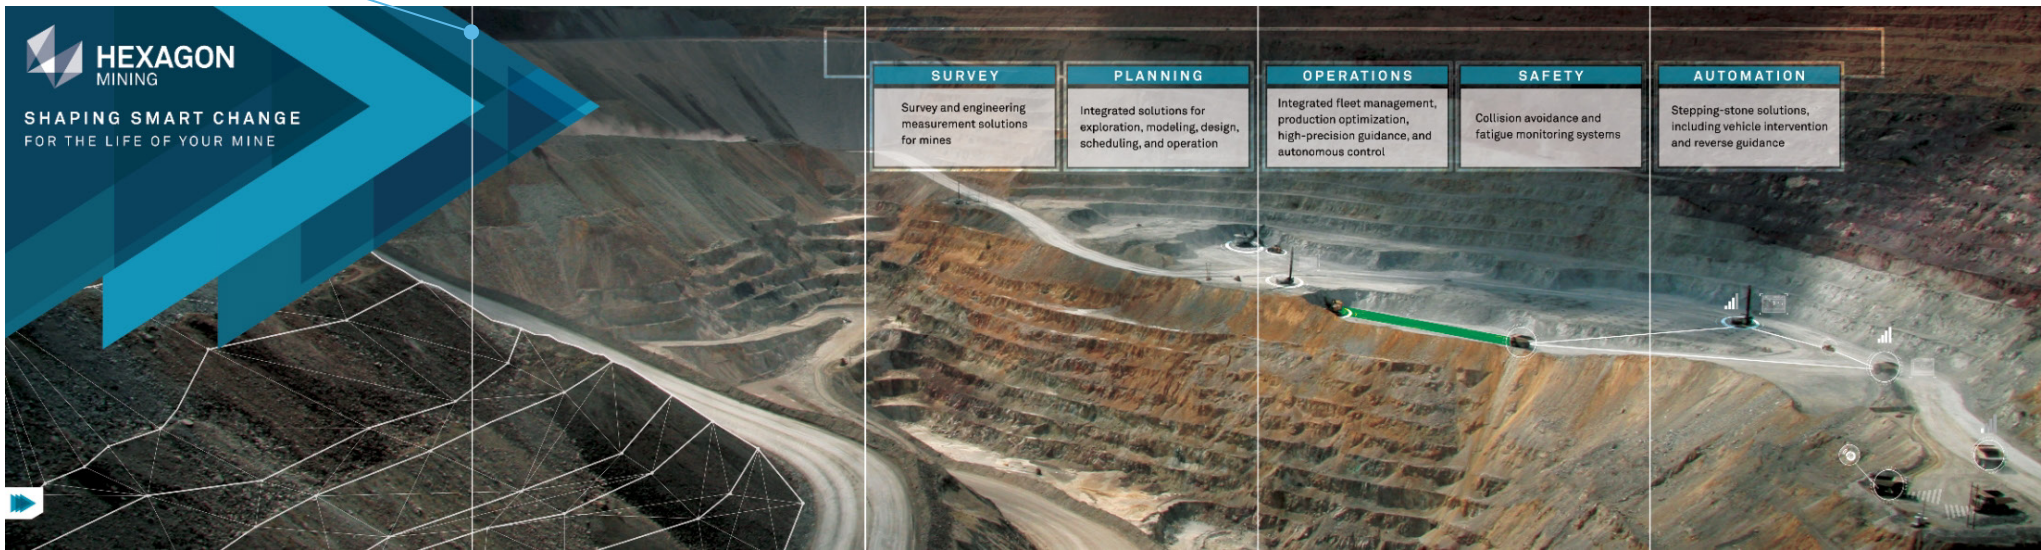 HEXAGON
MINING
SHAPING SMART CHANGE
FOR THE LIFE OF YOUR MINE
SURVEY
Survey and engineering
measurement solutions
for mines
PLANNING
Integrated solutions for
exploration, modeling, design,
scheduling, and operation
OPERATIONS
Integrated fleet management,
production optimization,
high-precision guidance, and
autonomous control
SAFETY
Collision avoidance and
fatigue monitoring systems
AUTOMATION
Stepping-stone solutions,
including vehicle intervention
and reverse guidance